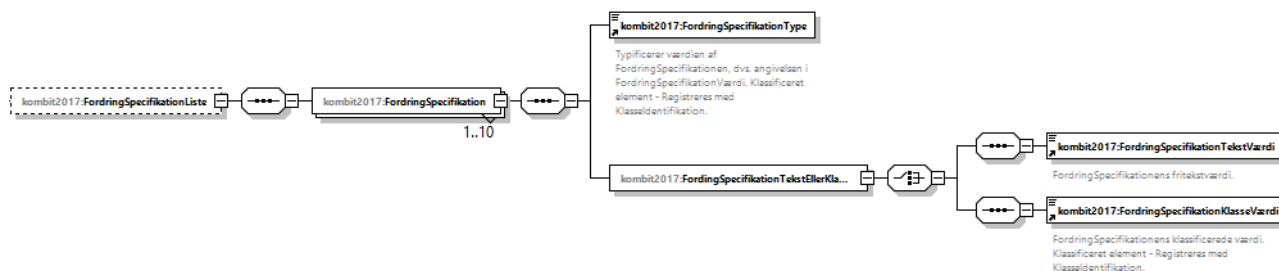 kombit2017:FordringSpecifikationType
Typificerer værdien af
FordringSpecifikationen, dvs. angivelsen i
FordringSpecifikationVærdi. Klassificeret
element - Registreres med
KlasseIdentifikation.
kombit2017:FordringSpecifikationListe
kombit2017:FordringSpecifikation
1..10
kombit2017:FordingSpecifikationTekstEllerKla...
kombit2017:FordringSpecifikationTekstVærdi
FordringSpecifikationens fritekstværdi.
kombit2017:FordringSpecifikationKlasseVærdi
FordringSpecifikationens klassificerede værdi.
Klassificeret element - Registreres med
KlasseIdentifikation.